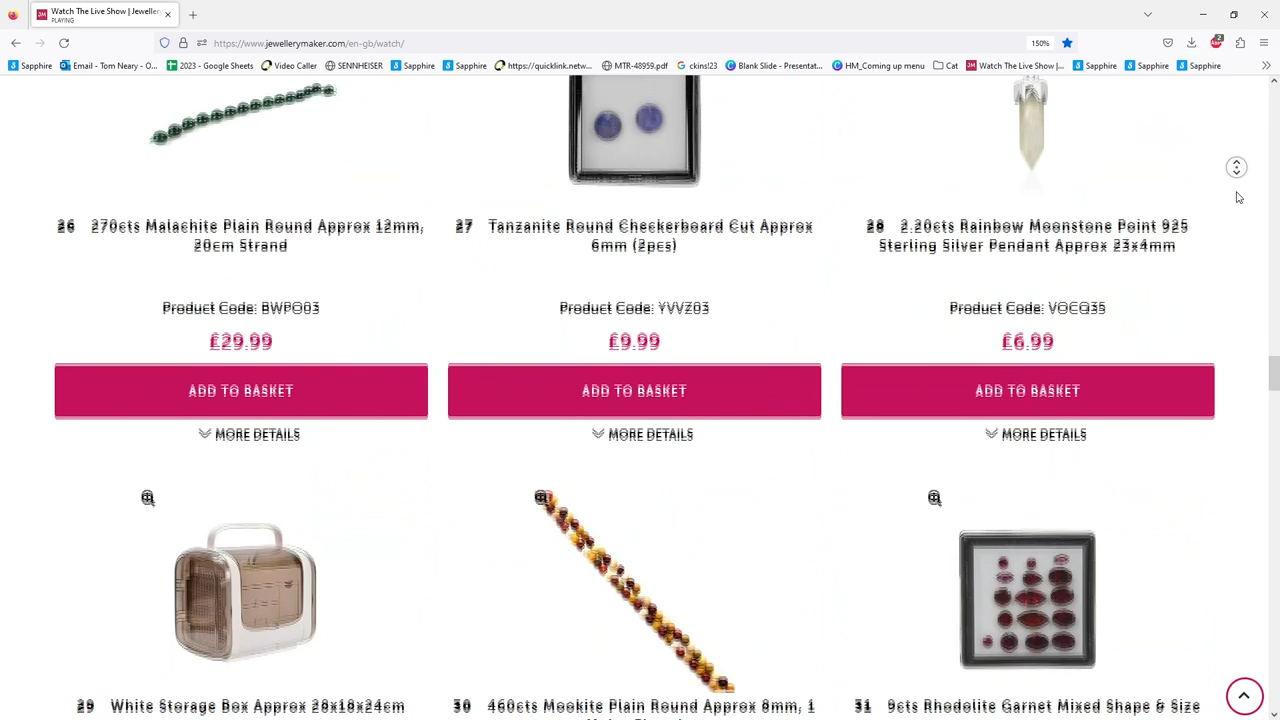 Watch The Live Show | Jeweller
PLAYING
https://www.jewellerymaker.com/en-gb/watch/
150%
2
Sapphire
Email - Tom Neary - O...
2023 - Google Sheets
Video Caller
SENNHEISER
Sapphire
Sapphire
https://quicklink.netw...
MTR-48959.pdf
ckins!23
Blank Slide - Presentat...
HM_Coming up menu
Cat
Watch The Live Show |...
Sapphire
Sapphire
Sapphire
26 270cts Malachite Plain Round Approx 12mm,
20cm Strand
Product Code: BWPO03
£29.99
ADD TO BASKET
MORE DETAILS
27 Tanzanite Round Checkerboard Cut Approx
6mm (2pcs)
Product Code: YVVZ03
£9.99
ADD TO BASKET
MORE DETAILS
28 2.20cts Rainbow Moonstone Point 925
Sterling Silver Pendant Approx 23x4mm
Product Code: VOCQ35
£6.99
ADD TO BASKET
MORE DETAILS
29 White Storage Box Approx 28x18x24cm
30 460cts Mookite Plain Round Approx 8mm, 1
31 9cts Rhodolite Garnet Mixed Shape & Size